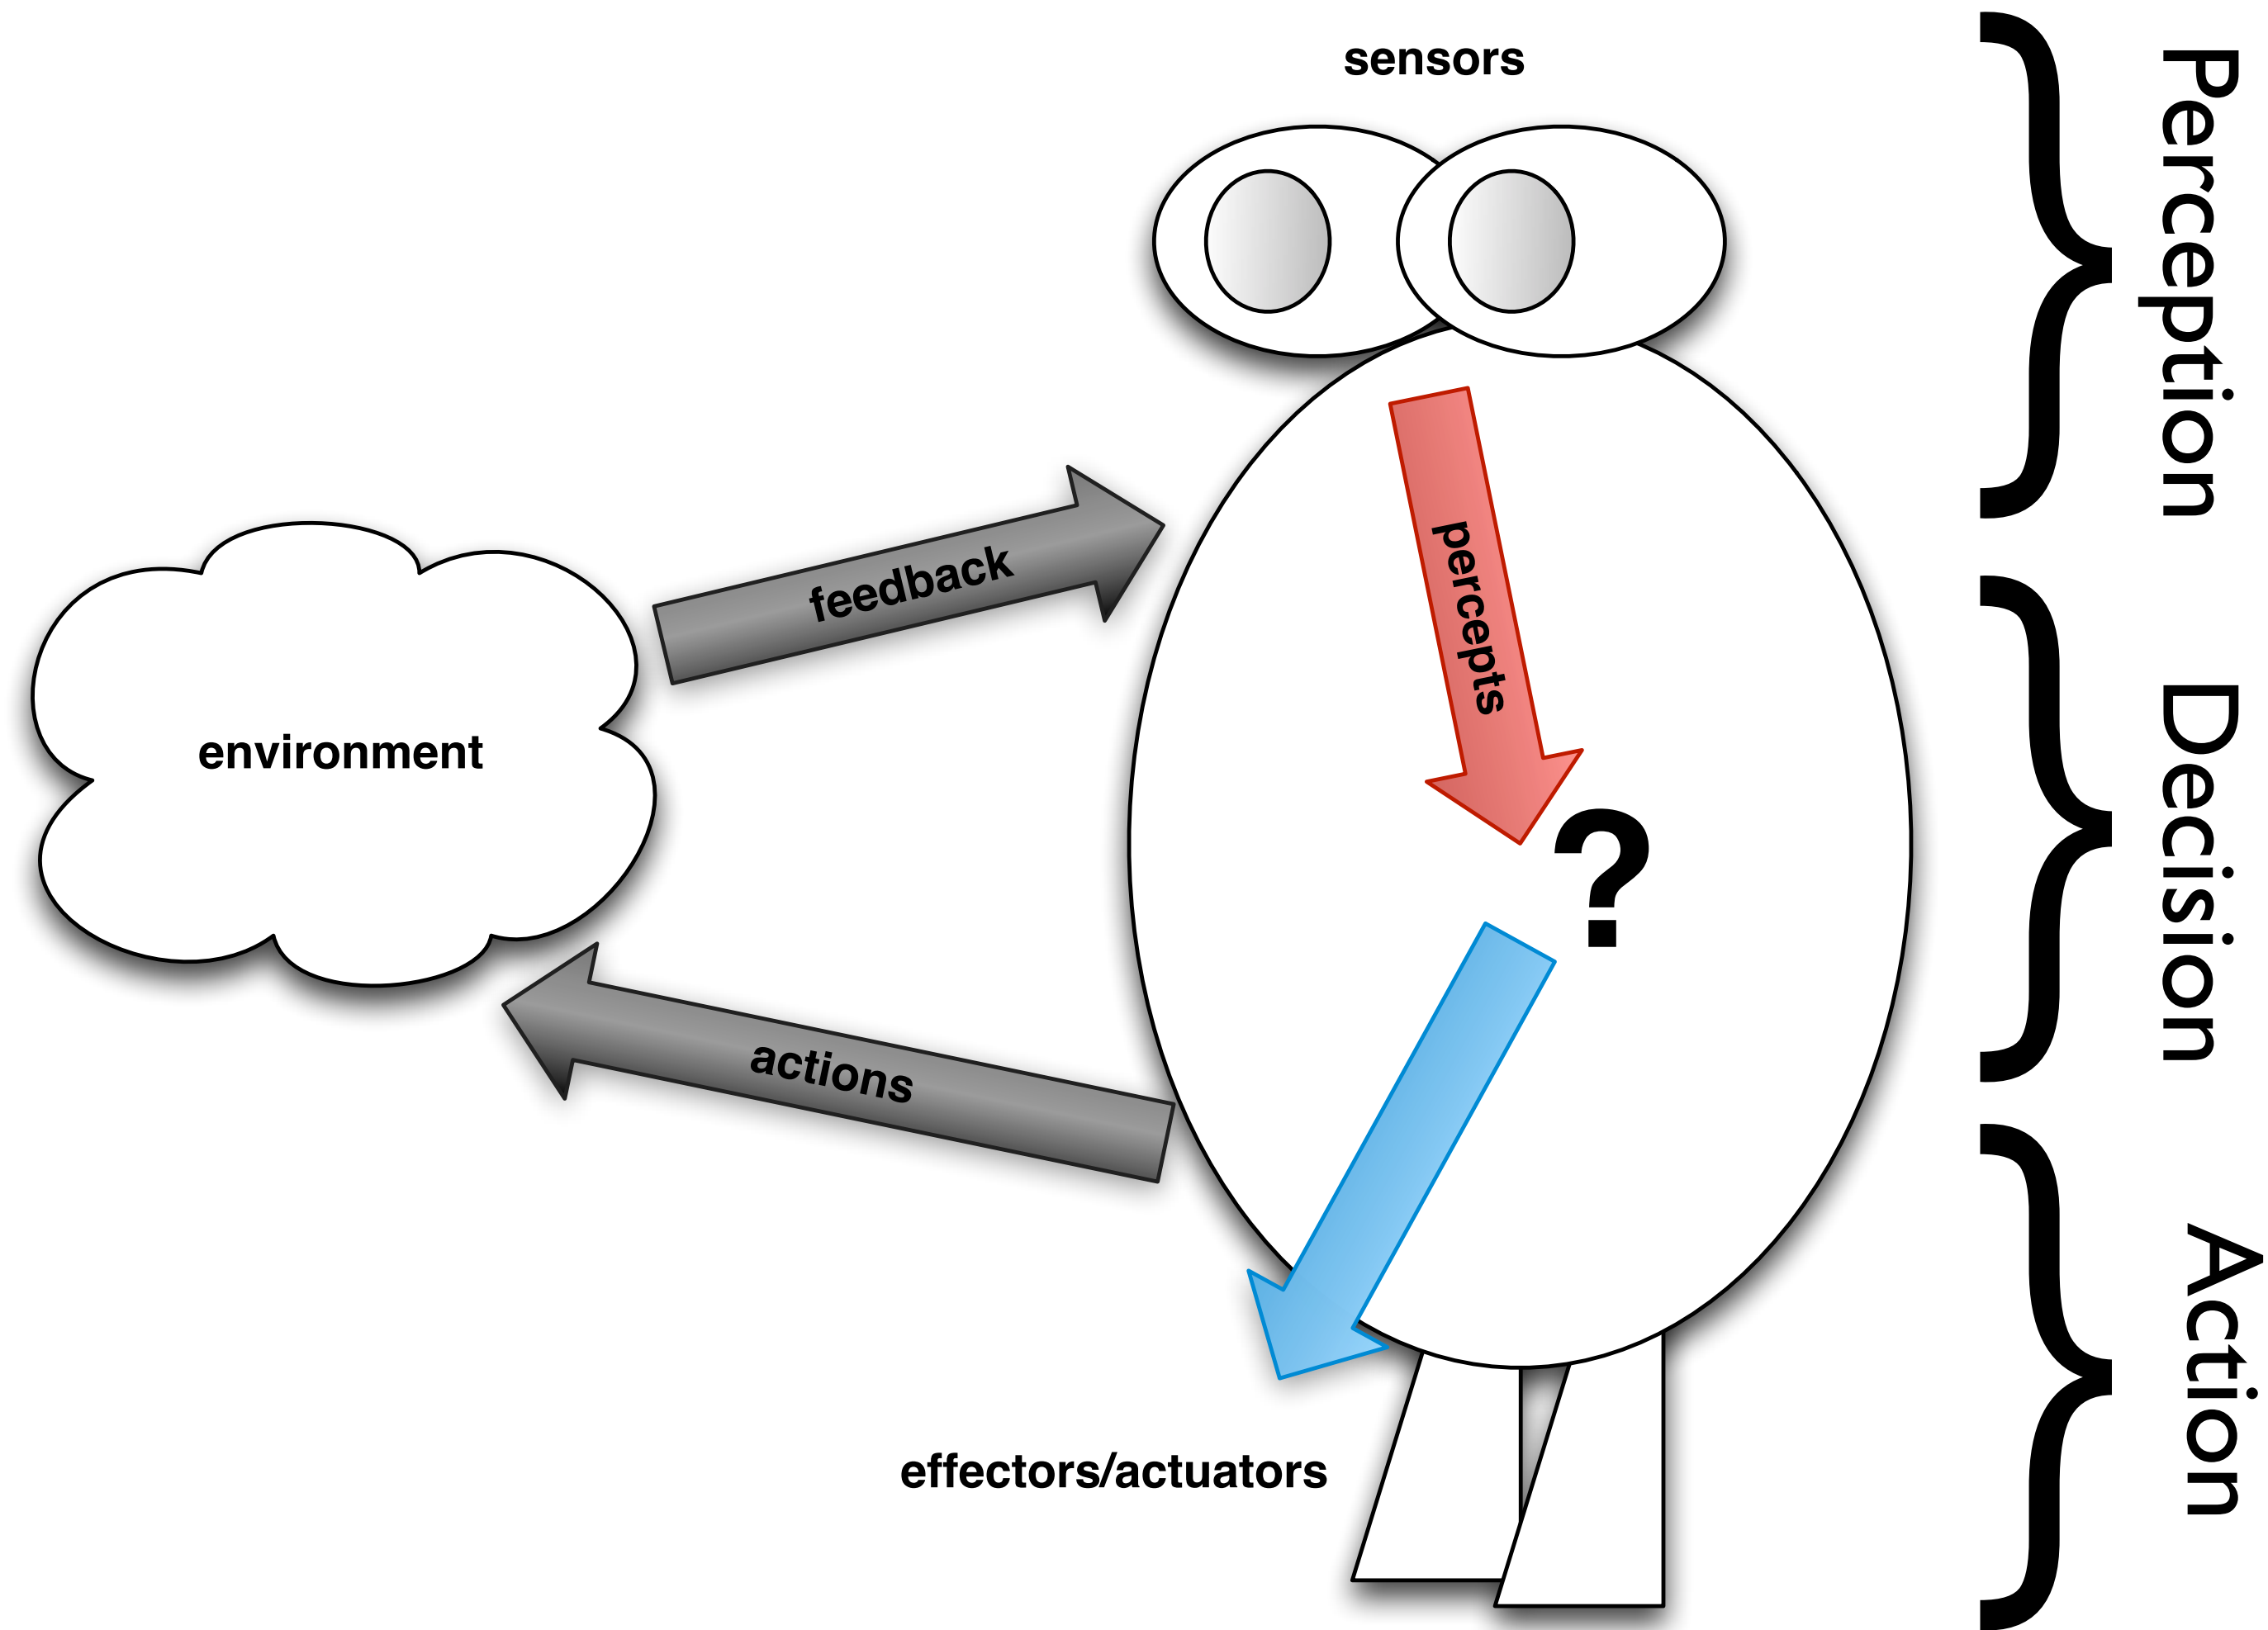 sensors
Perception
feedback
percepts
environment
?
Decision
actions
Action
effectors/actuators